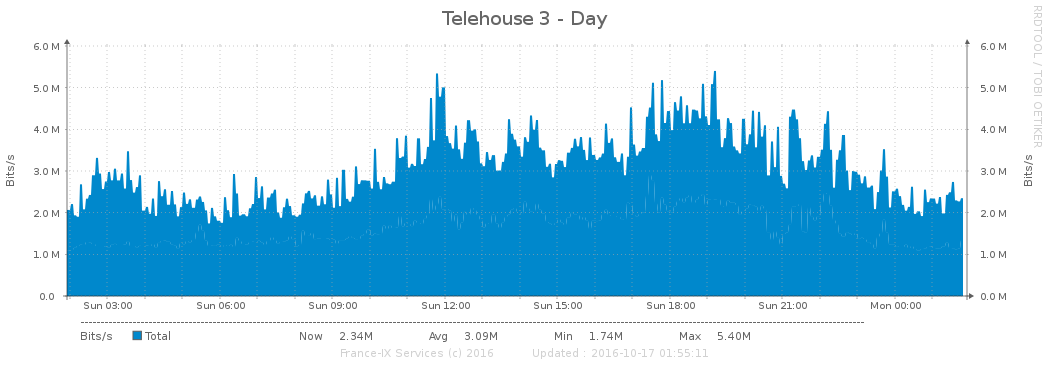 Telehouse 3 - Day
RRDTOOL / TOBI OETIKER
Bits/s
6.0 M
5.0 M
4.0 M
3.0 M
2.0 M
1.0 M
0.0
6.0 M
5.0 M
4.0 M
3.0 M
2.0 M
1.0 M
0.0 M
Bits/s
Sun 03:00 Sun 06:00 Sun 09:00 Sun 12:00 Sun 15:00 Sun 18:00 Sun 21:00 Mon 00:00
Bits/s Total Now 2.34M Avg 3.09M Min 1.74M Max 5.40M
France-IX Services (c) 2016 Updated : 2016-10-17 01:55:11